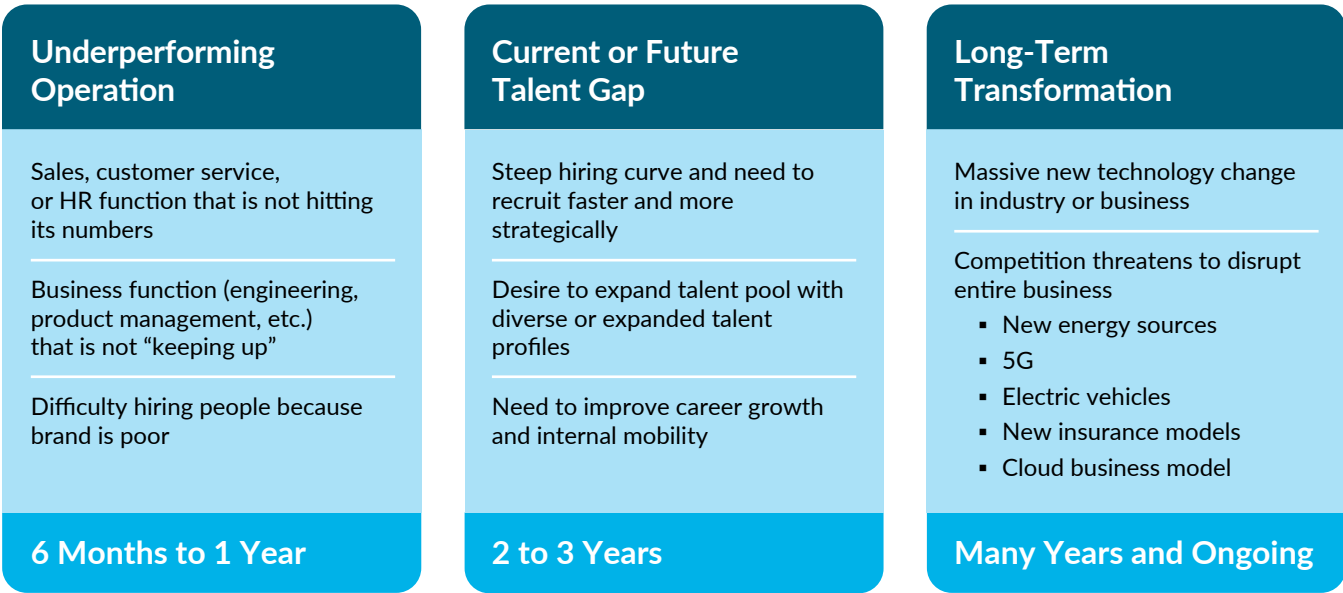 Underperforming
Operation
Sales, customer service,
or HR function that is not hitting
its numbers
Business function (engineering,
product management, etc.)
that is not “keeping up”
Difficulty hiring people because
brand is poor
6 Months to 1 Year
Current or Future
Talent Gap
Steep hiring curve and need to
recruit faster and more
strategically
Desire to expand talent pool with
diverse or expanded talent
profiles
Need to improve career growth
and internal mobility
2 to 3 Years
Long-Term
Transformation
Massive new technology change
in industry or business
Competition threatens to disrupt
entire business
▪ New energy sources
▪ 5G
▪ Electric vehicles
▪ New insurance models
▪ Cloud business model
Many Years and Ongoing